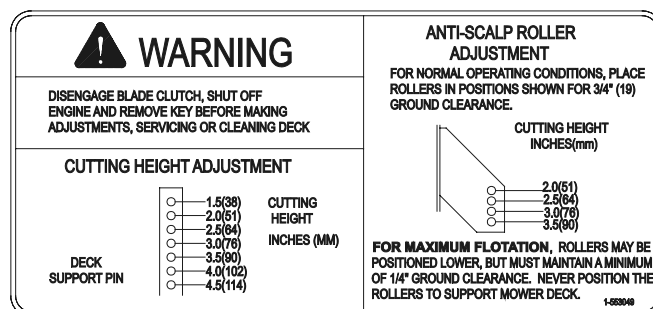 WARNING
DISENGAGE BLADE CLUTCH, SHUT OFF
ENGINE AND REMOVE KEY BEFORE MAKING
ADJUSTMENTS, SERVICING OR CLEANING DECK
CUTTING HEIGHT ADJUSTMENT
1.5(38)
2.0(51)
2.5(64)
3.0(76)
3.5(90)
4.0(102)
4.5(114)
CUTTING
HEIGHT
INCHES (MM)
DECK
SUPPORT PIN
ANTI-SCALP ROLLER
ADJUSTMENT
FOR NORMAL OPERATING CONDITIONS, PLACE
ROLLERS IN POSITIONS SHOWN FOR 3/4" (19)
GROUND CLEARANCE.
CUTTING HEIGHT
INCHES(mm)
2.0(51)
2.5(64)
3.0(76)
3.5(90)
FOR MAXIMUM FLOTATION, ROLLERS MAY BE
POSITIONED LOWER, BUT MUST MAINTAIN A MINIMUM
OF 1/4" GROUND CLEARANCE. NEVER POSITION THE
ROLLERS TO SUPPORT MOWER DECK.
1-553049